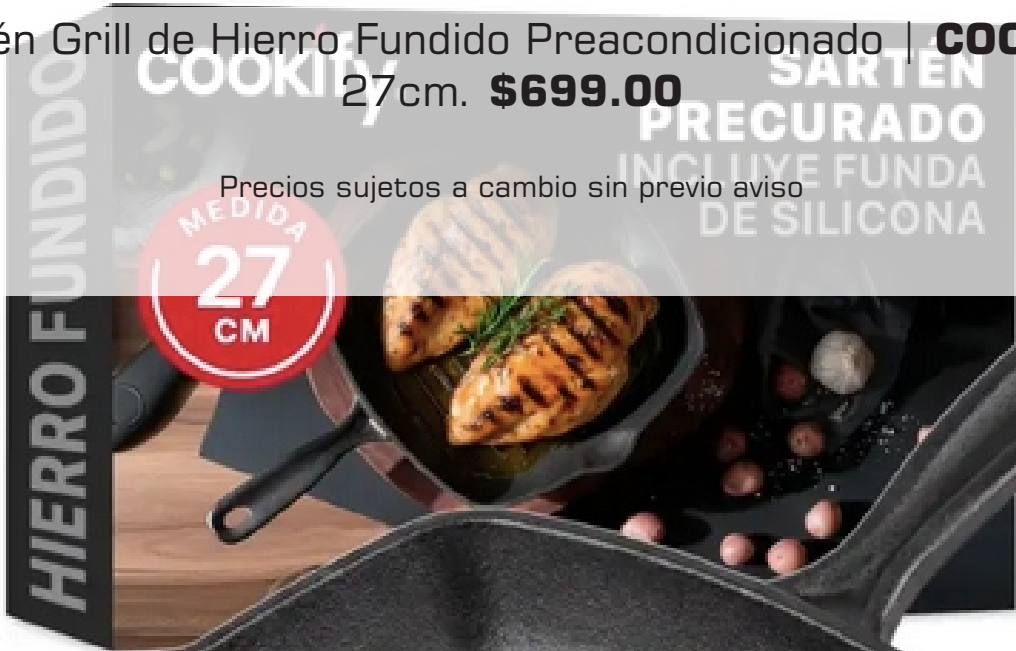 én Grill de Hierro Fundido Preacondicionado | COO
27cm. $699.00
Precios sujetos a cambio sin previo aviso
cookify
SARTÉN
PRECURADO
INCLUYE FUNDA
DE SILICONA
MEDIDA
27
CM
HIERRO FUNDIDO